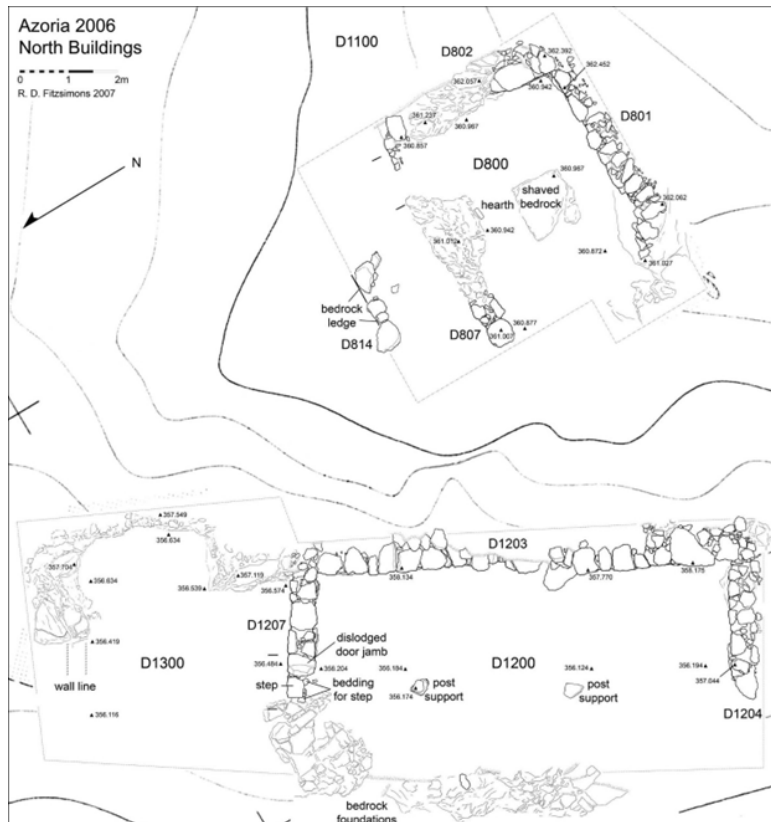 Azoria 2006
North Buildings
0 1 2m
R. D. Fitzsimons 2007
N
D1100
D802
362.392
362.452
362.037
360.942
D801
361.237
360.967
360.857
D800
360.987
shaved
bedrock
hearth
362.062
360.942
361.072
360.872
361.027
bedrock
ledge
D814
D807
360.877
361.007
357.549
356.634
D1203
357.704
356.634
357.119
358.134
357.770
358.175
356.939
356.574
D1207
dislodged
door jamb
356.419
D1300
356.484
356.204
356.184
D1200
356.124
356.194
357.044
wall line
step
bedding
for step
356.174
post
support
post
support
D1204
356.116
bedrock
foundations